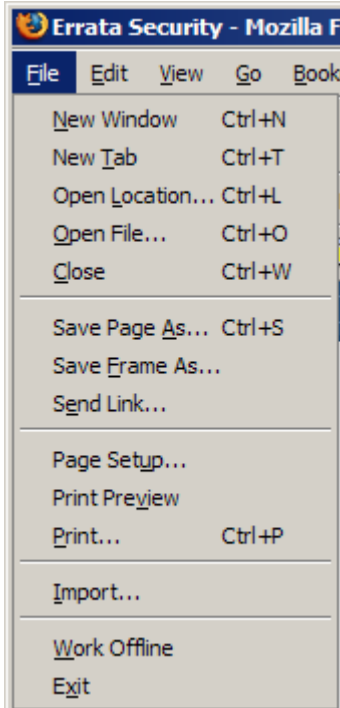 Errata Security - Mozilla F
File Edit View Go Book
New Window Ctrl+N
New Tab Ctrl+T
Open Location... Ctrl+L
Open File... Ctrl+O
Close Ctrl+W
Save Page As... Ctrl+S
Save Frame As...
Send Link...
Page Setup...
Print Preview
Print... Ctrl+P
Import...
Work Offline
Exit